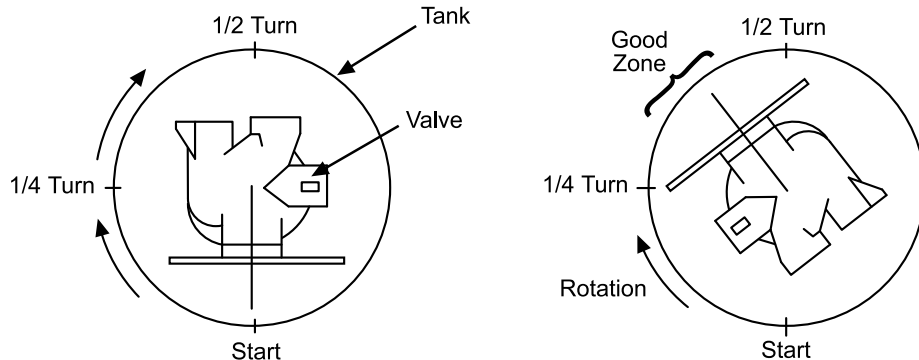 1/2 Turn
Tank
Valve
1/4 Turn
Start
Good
Zone
1/2 Turn
1/4 Turn
Rotation
Start